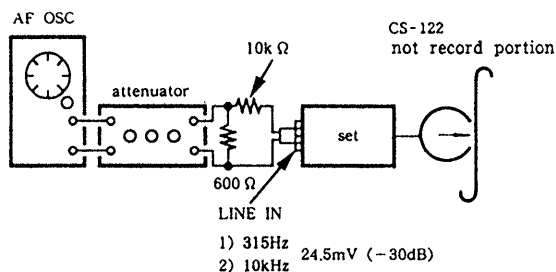 AF OSC
CS-122
not record portion
10k Ω
attenuator
set
600 Ω
LINE IN
1) 315Hz
2) 10kHz
24.5mV (-30dB)